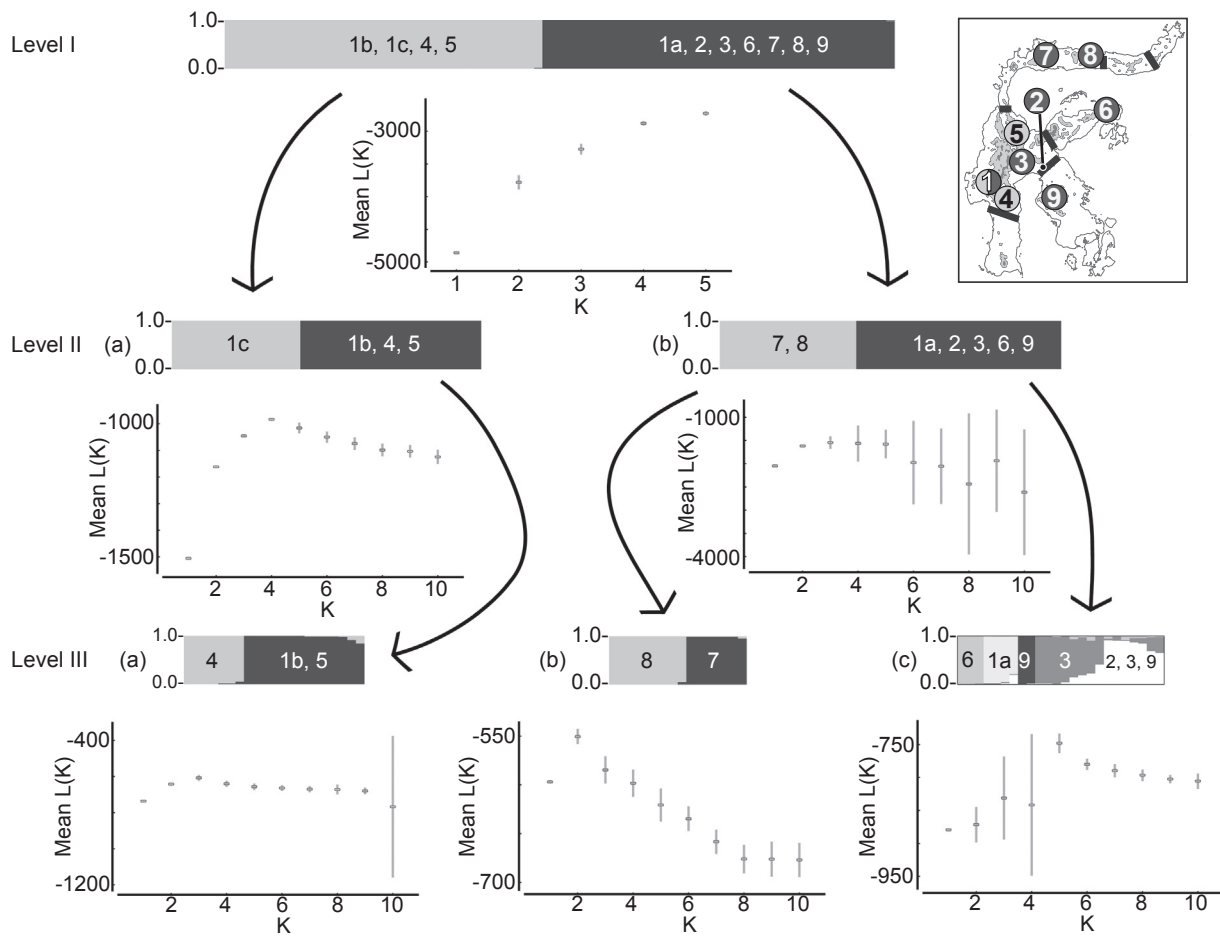 Level I
1.0
0.0
1b, 1c, 4, 5
1a, 2, 3, 6, 7, 8, 9
7
8
2
6
5
3
1
4
9
Mean L(K)
-3000
-5000
1 2 3 4 5
K
Level II
(a)
1.0
0.0
1c
1b, 4, 5
(b)
1.0
0.0
7, 8
1a, 2, 3, 6, 9
Mean L(K)
-1000
-1500
2 4 6 8 10
K
Mean L(K)
-1000
-4000
2 4 6 8 10
K
Level III
(a)
1.0
0.0
4
1b, 5
(b)
1.0
0.0
8
7
(c)
1.0
0.0
6
1a
9
3
2, 3, 9
Mean L(K)
-400
-1200
2 4 6 8 10
K
Mean L(K)
-550
-700
2 4 6 8 10
K
Mean L(K)
-750
-950
2 4 6 8 10
K